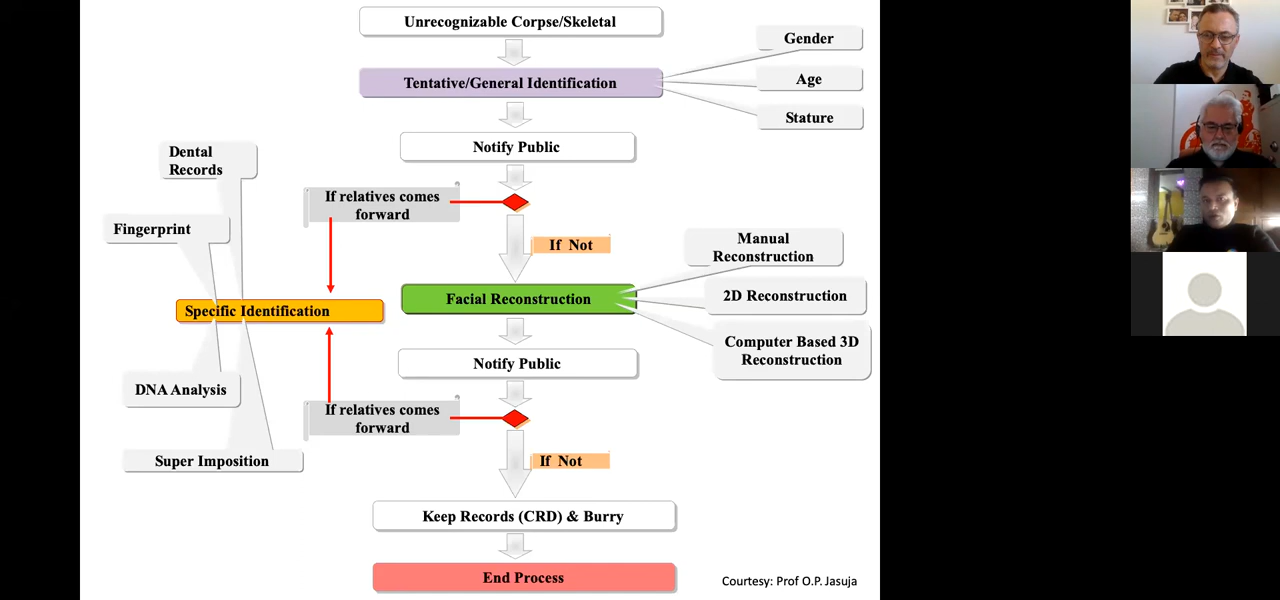 Unrecognizable Corpse/Skeletal
Gender
Tentative/General Identification
Age
Stature
Notify Public
Dental
Records
If relatives comes
forward
Fingerprint
If Not
Manual
Reconstruction
Facial Reconstruction
2D Reconstruction
Specific Identification
Computer Based 3D
Reconstruction
Notify Public
DNA Analysis
If relatives comes
forward
Super Imposition
If Not
Keep Records (CRD) & Burry
End Process
Courtesy: Prof O.P. Jasuja